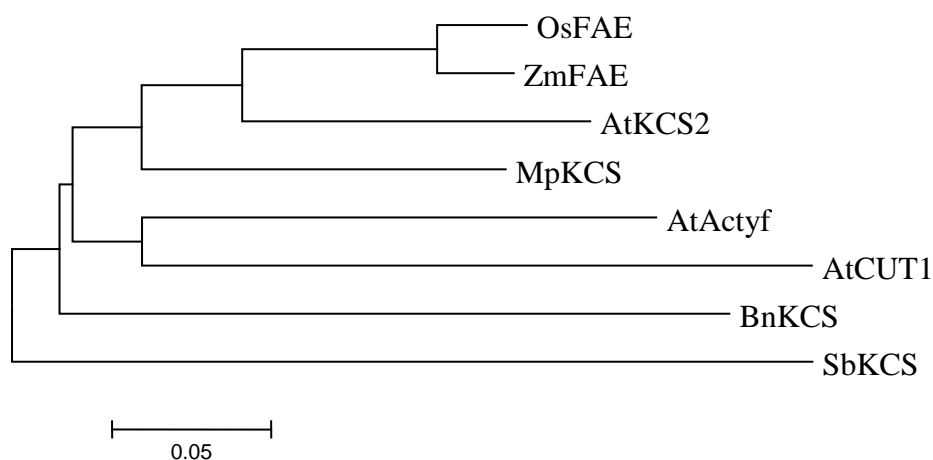 OsFAE
ZmFAE
AtKCS2
MpKCS
AtActyf
AtCUT1
BnKCS
SbKCS
0.05